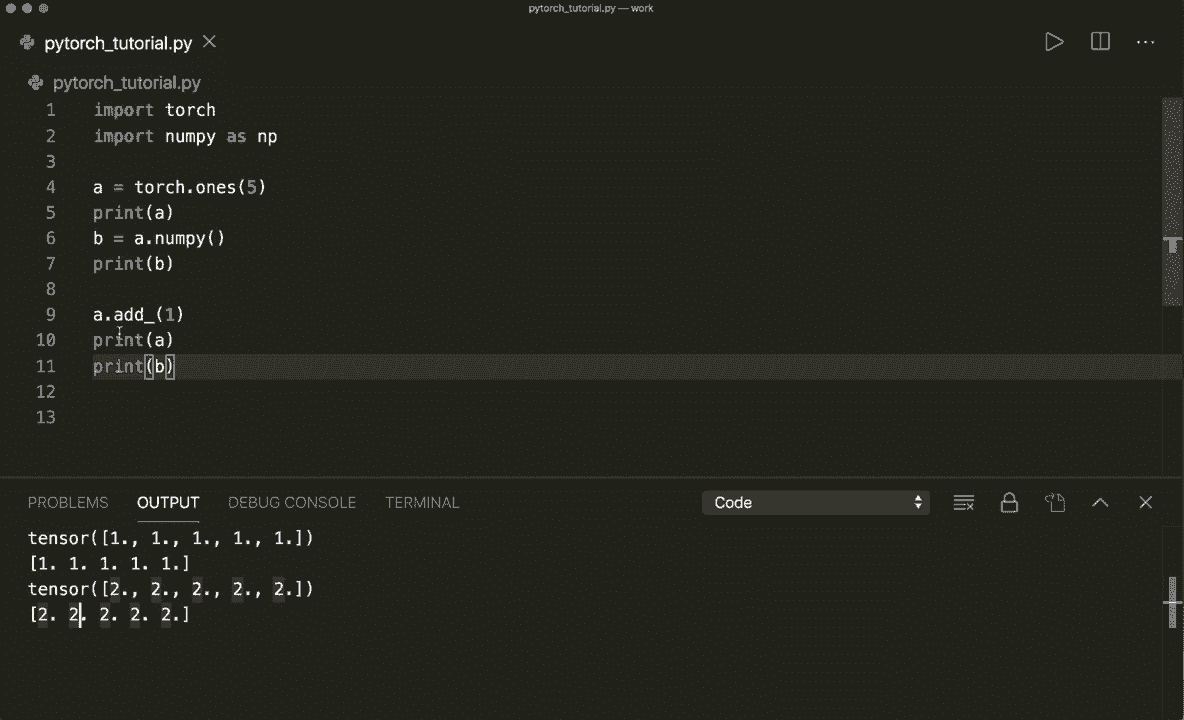 pytorch_tutorial.py — work
pytorch_tutorial.py
pytorch_tutorial.py
1 import torch
2 import numpy as np
3
4 a = torch.ones(5)
5 print(a)
6 b = a.numpy()
7 print(b)
8
9 a.add_(1)
10 print(a)
11 print(b)
12
13
PROBLEMS OUTPUT DEBUG CONSOLE TERMINAL Code
tensor([1., 1., 1., 1., 1.])
[1. 1. 1. 1. 1.]
tensor([2., 2., 2., 2., 2.])
[2. 2. 2. 2. 2.]